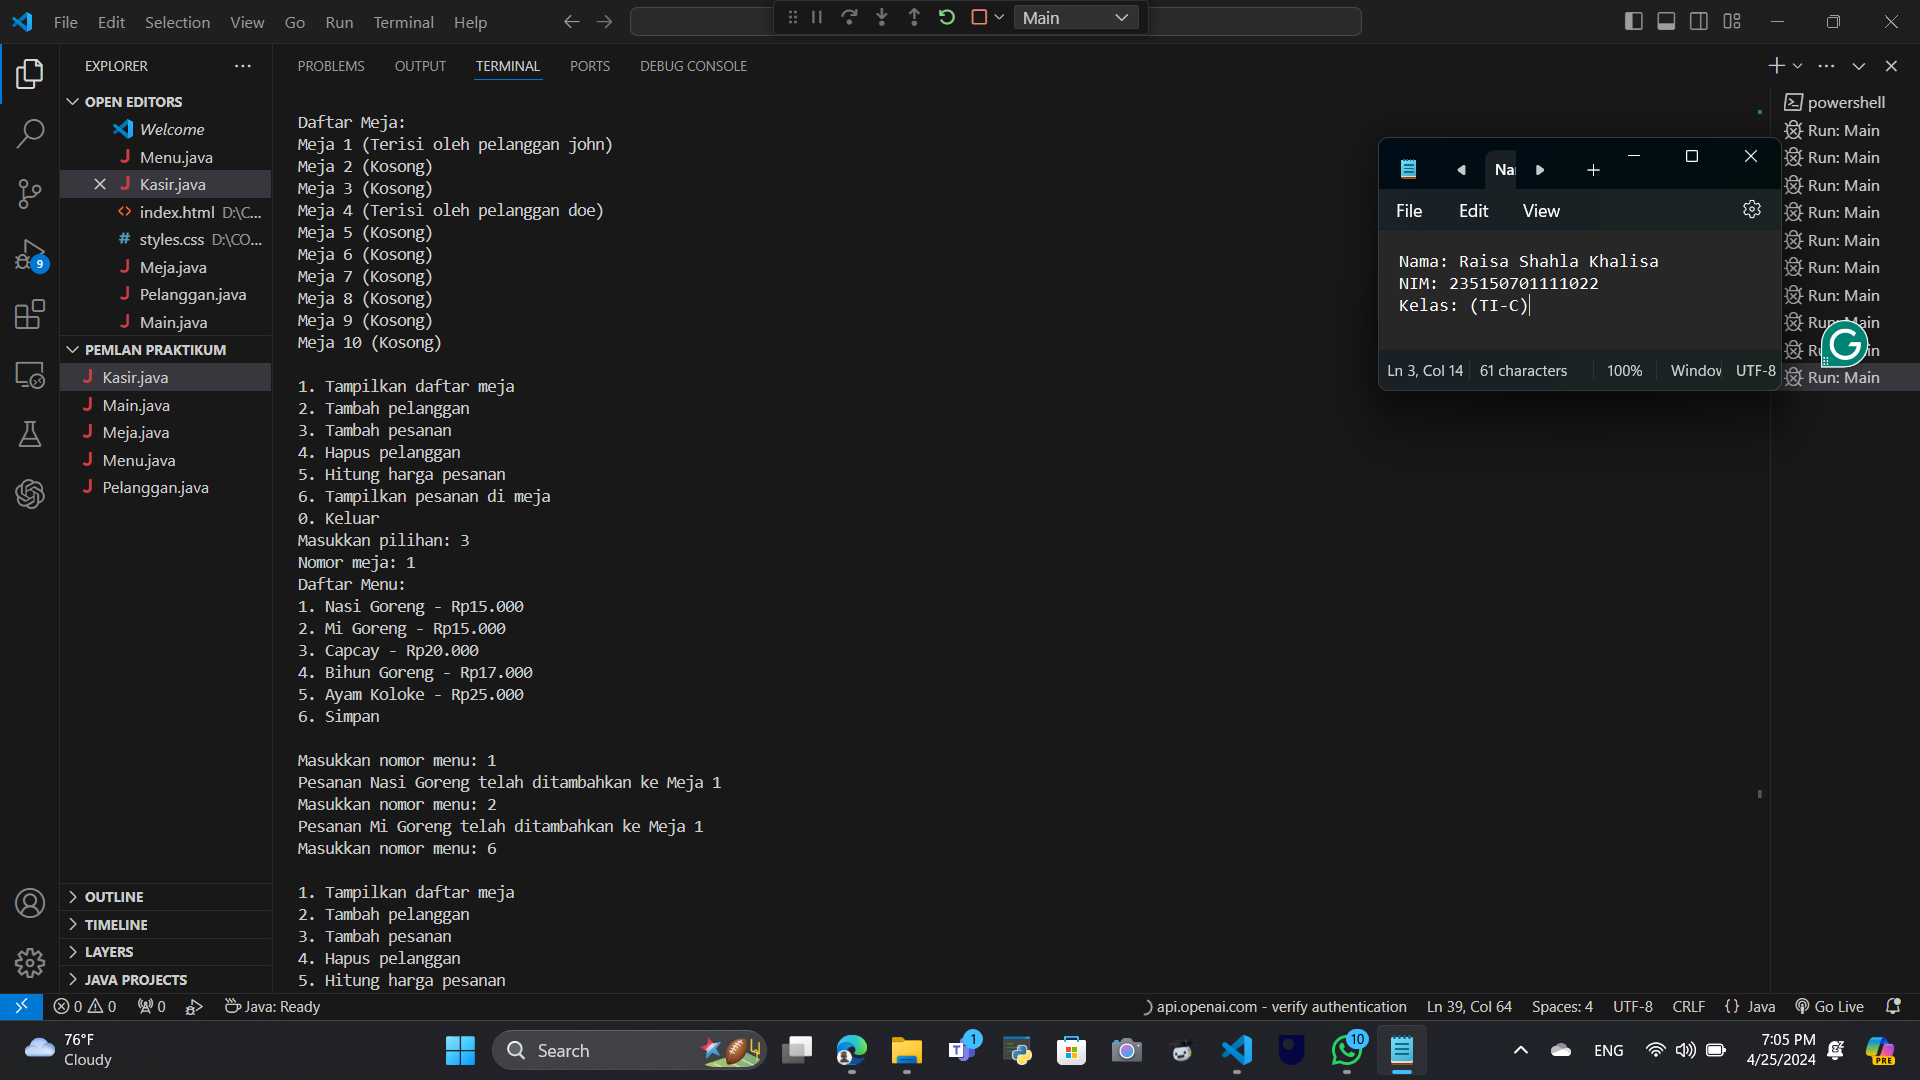 File Edit Selection View Go Run Terminal Help
Main
EXPLORER
OPEN EDITORS
Welcome
Menu.java
Kasir.java
index.html D:\C...
styles.css D:\CO...
Meja.java
Pelanggan.java
Main.java
PEMLAN PRAKTIKUM
Kasir.java
Main.java
Meja.java
Menu.java
Pelanggan.java
OUTLINE
TIMELINE
LAYERS
JAVA PROJECTS
9
PROBLEMS OUTPUT TERMINAL PORTS DEBUG CONSOLE
Daftar Meja:
Meja 1 (Terisi oleh pelanggan john)
Meja 2 (Kosong)
Meja 3 (Kosong)
Meja 4 (Terisi oleh pelanggan doe)
Meja 5 (Kosong)
Meja 6 (Kosong)
Meja 7 (Kosong)
Meja 8 (Kosong)
Meja 9 (Kosong)
Meja 10 (Kosong)
1. Tampilkan daftar meja
2. Tambah pelanggan
3. Tambah pesanan
4. Hapus pelanggan
5. Hitung harga pesanan
6. Tampilkan pesanan di meja
0. Keluar
Masukkan pilihan: 3
Nomor meja: 1
Daftar Menu:
1. Nasi Goreng - Rp15.000
2. Mi Goreng - Rp15.000
3. Capcay - Rp20.000
4. Bihun Goreng - Rp17.000
5. Ayam Koloke - Rp25.000
6. Simpan
Masukkan nomor menu: 1
Pesanan Nasi Goreng telah ditambahkan ke Meja 1
Masukkan nomor menu: 2
Pesanan Mi Goreng telah ditambahkan ke Meja 1
Masukkan nomor menu: 6
1. Tampilkan daftar meja
2. Tambah pelanggan
3. Tambah pesanan
4. Hapus pelanggan
5. Hitung harga pesanan
powershell
Run: Main
Run: Main
Run: Main
Run: Main
Run: Main
Run: Main
Run: Main
Run: Main
Run: Main
Run: Main
Na
File Edit View
Nama: Raisa Shahla Khalisa
NIM: 235150701111022
Kelas: (TI-C)
Ln 3, Col 14 61 characters 100% Window UTF-8
G
0 0 0 Java: Ready
api.openai.com - verify authentication Ln 39, Col 64 Spaces: 4 UTF-8 CRLF {} Java Go Live
76°F
Cloudy
Search
1
10
ENG
7:05 PM
4/25/2024
PRE